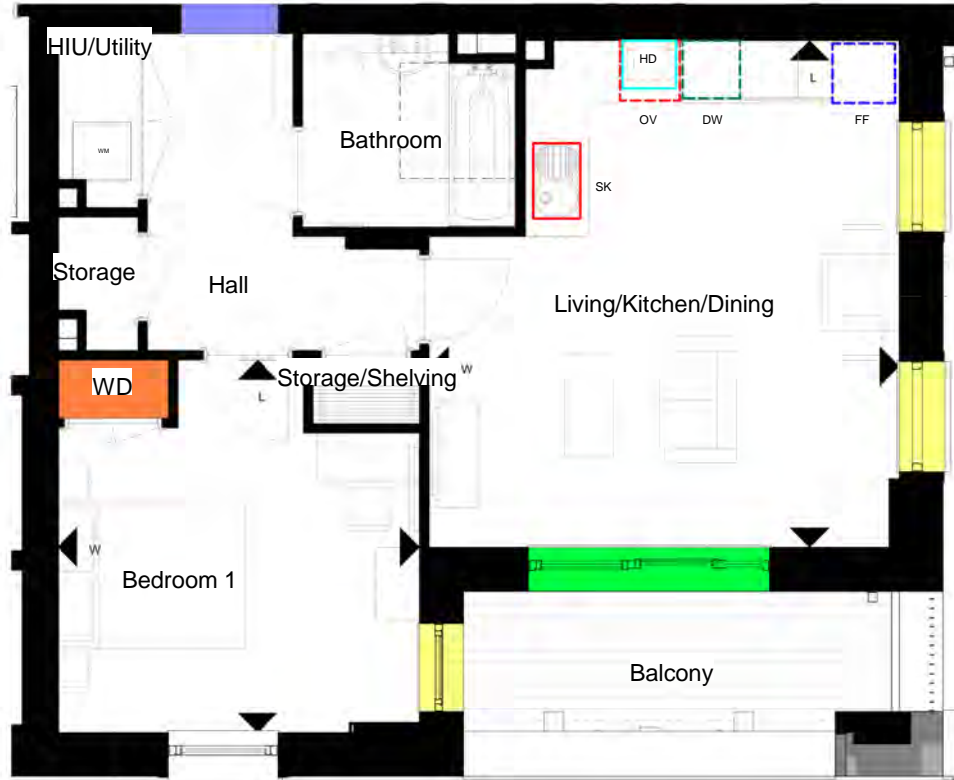 HIU/Utility
HD
L
OV
DW
FF
Bathroom
WM
SK
Storage
Hall
Living/Kitchen/Dining
WD
Storage/Shelving
W
L
W
Bedroom 1
Balcony